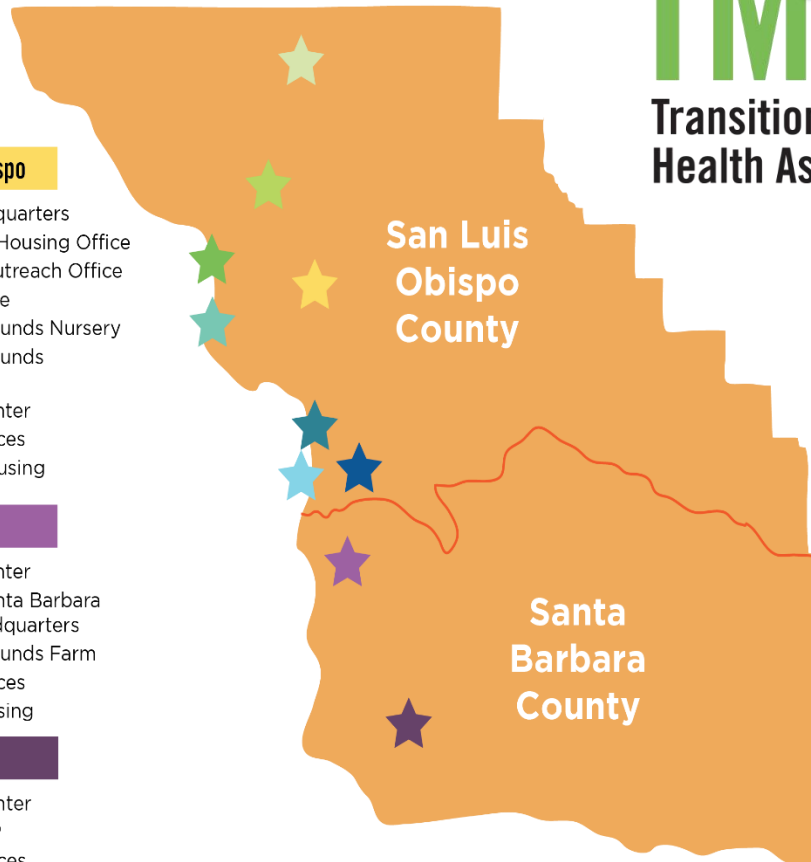 Transition
Health As
spo
quarters
Housing Office
utreach Office
e
unds Nursery
unds
nter
ces
using
nter
nta Barbara
dquarters
unds Farm
ces
sing
nter
ces
San Luis
Obispo
County
Santa
Barbara
County